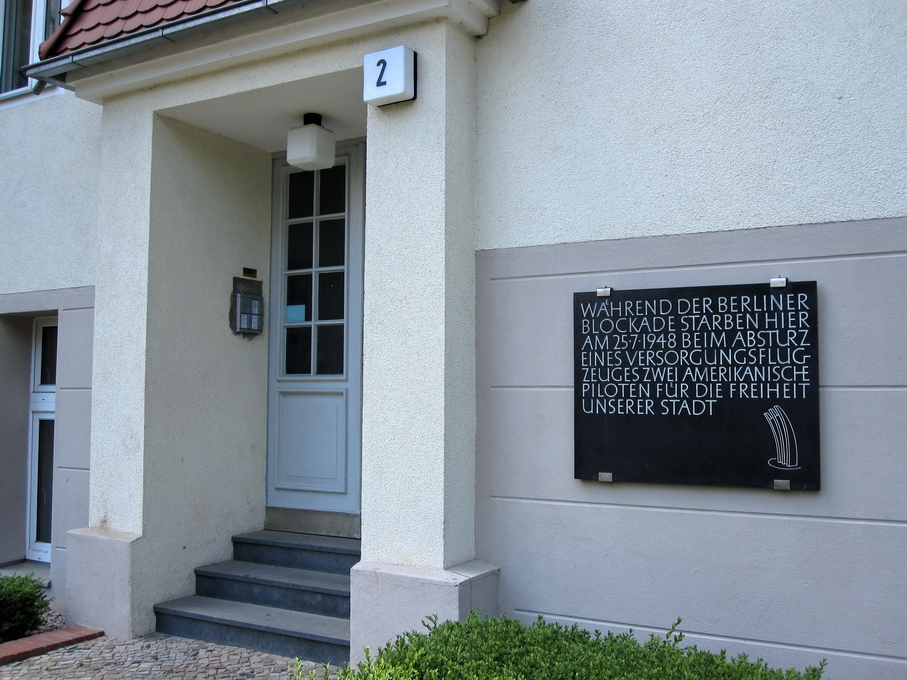 2
WÄHREND DER BERLINER
BLOCKADE STARBEN HIER
AM 25·7·1948 BEIM ABSTURZ
EINES VERSORGUNGSFLUG-
ZEUGES ZWEI AMERIKANISCHE
PILOTEN FÜR DIE FREIHEIT
UNSERER STADT